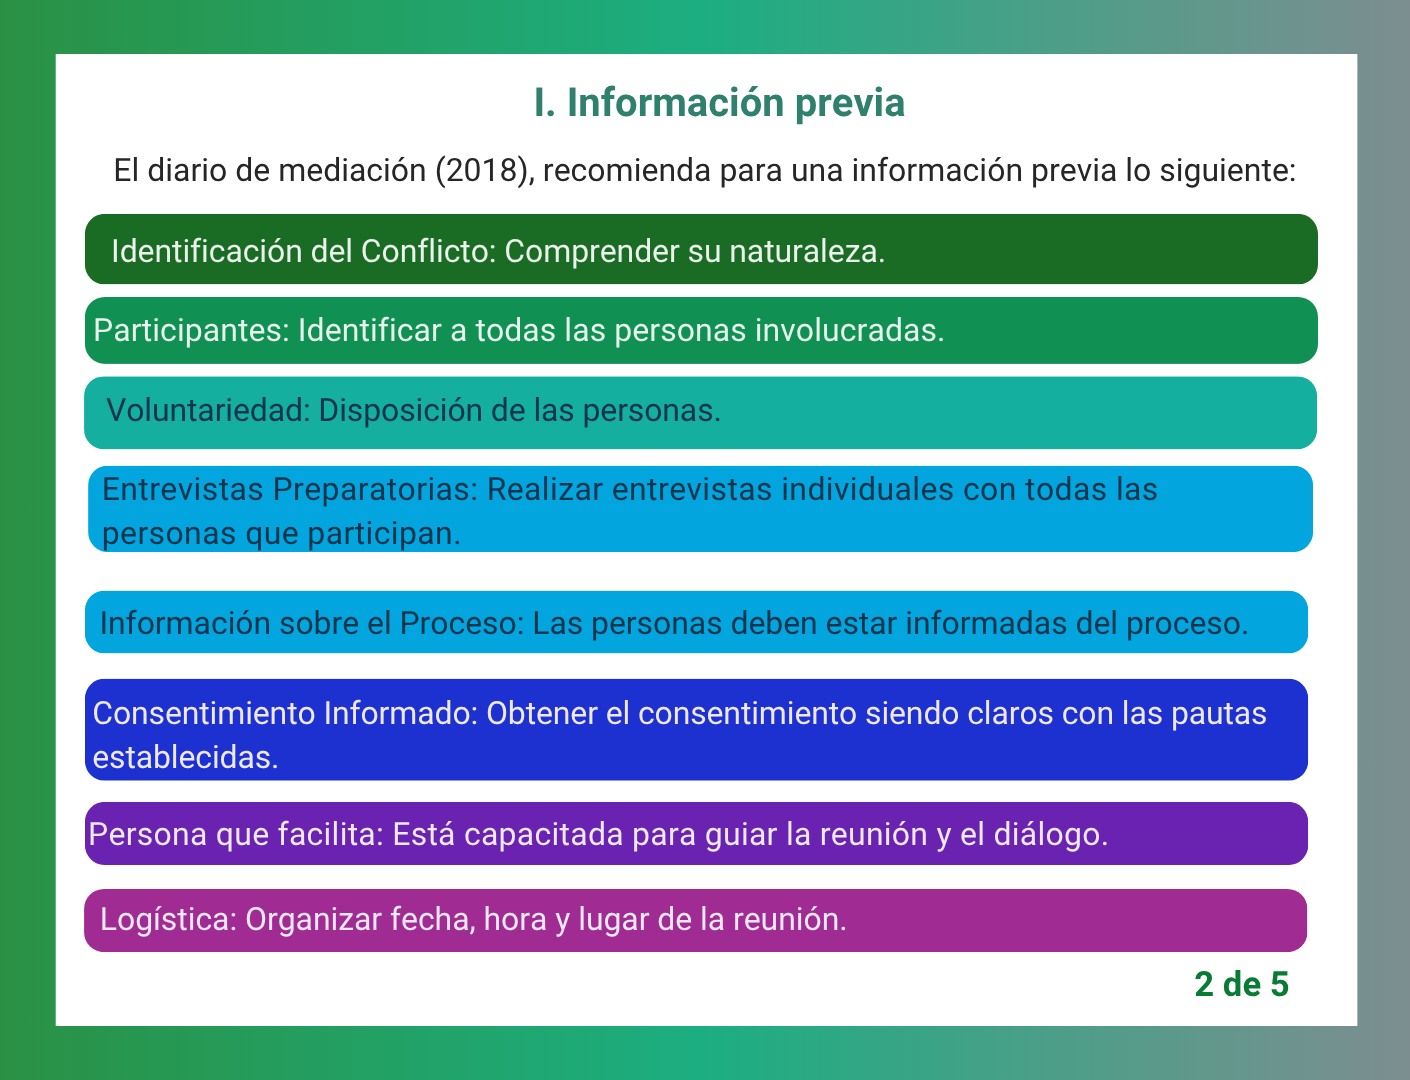 I. Información previa
El diario de mediación (2018), recomienda para una información previa lo siguiente:
Identificación del Conflicto: Comprender su naturaleza.
Participantes: Identificar a todas las personas involucradas.
Voluntariedad: Disposición de las personas.
Entrevistas Preparatorias: Realizar entrevistas individuales con todas las
personas que participan.
Información sobre el Proceso: Las personas deben estar informadas del proceso.
Consentimiento Informado: Obtener el consentimiento siendo claros con las pautas
establecidas.
Persona que facilita: Está capacitada para guiar la reunión y el diálogo.
Logística: Organizar fecha, hora y lugar de la reunión.
2 de 5